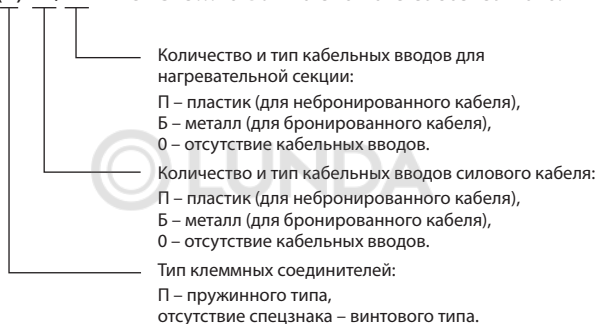 Количество и тип кабельных вводов для
нагревательной секции:
П – пластик (для небронированного кабеля),
Б – металл (для бронированного кабеля),
0 – отсутствие кабельных вводов.
LUNDA
Количество и тип кабельных вводов силового кабеля:
П – пластик (для небронированного кабеля),
Б – металл (для бронированного кабеля),
0 – отсутствие кабельных вводов.
Тип клеммных соединителей:
П – пружинного типа,
отсутствие спецзнака – винтового типа.